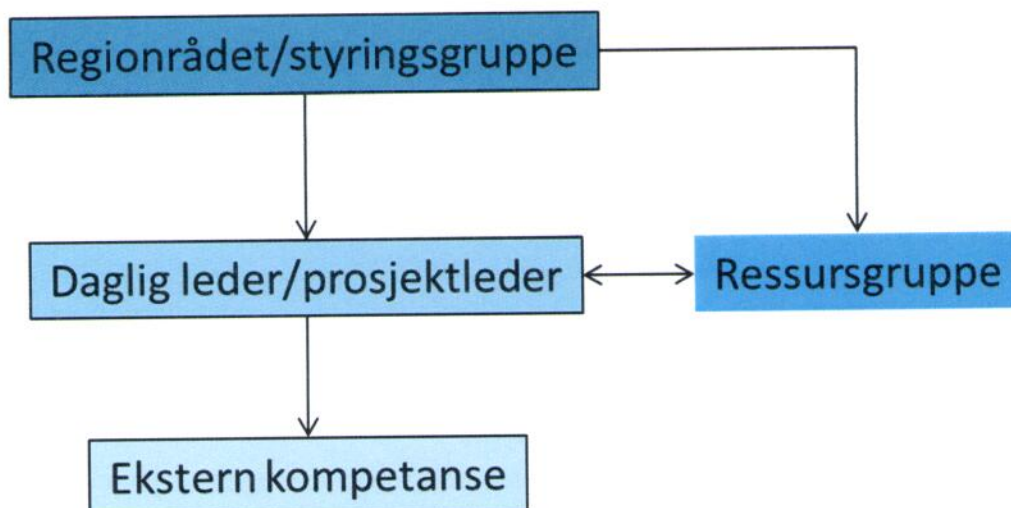 Regionrådet/styringsgruppe
Daglig leder/prosjektleder
Ressursgruppe
Ekstern kompetanse